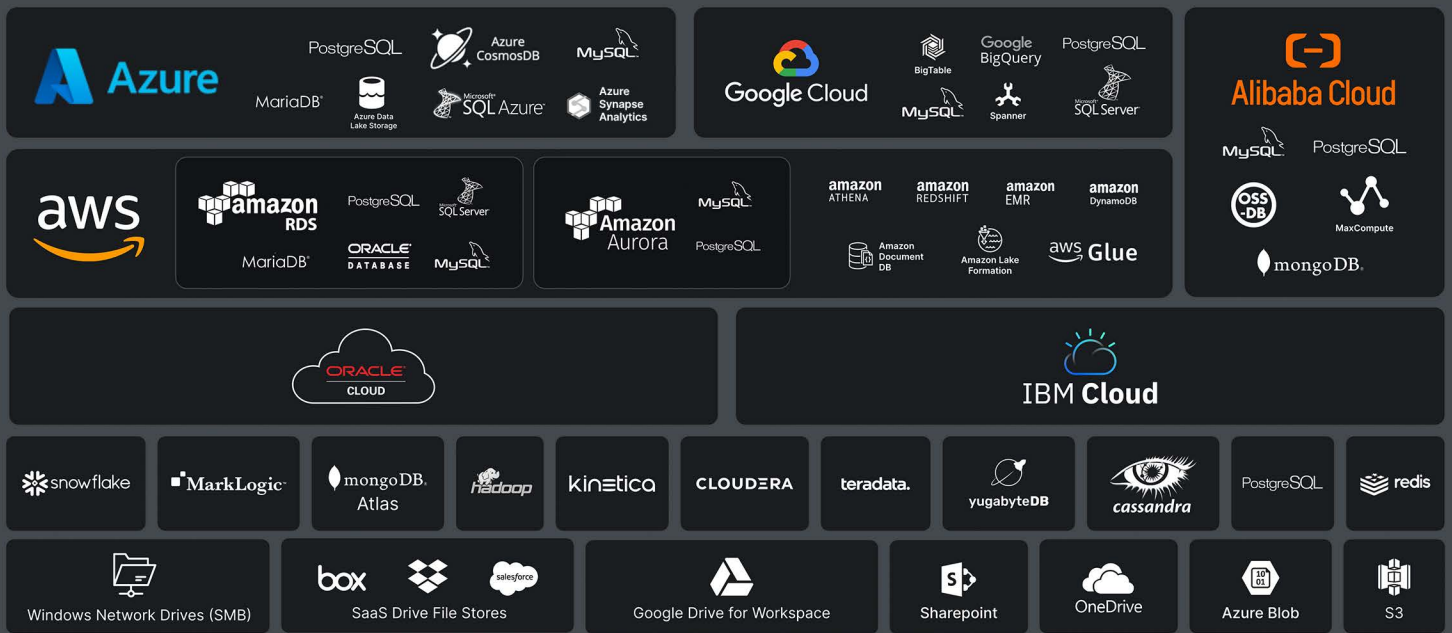 Azure
PostgreSQL
Azure
CosmosDB
MySQL
MariaDB
Azure Data
Lake Storage
Microsoft
SQL Azure
Azure
Synapse
Analytics
Google Cloud
BigTable
Google
BigQuery
PostgreSQL
MySQL
Spanner
Microsoft
SQL Server
Alibaba Cloud
MySQL
PostgreSQL
OSS
-DB
MaxCompute
mongoDB
aws
amazon
RDS
PostgreSQL
Microsoft
SQL Server
MariaDB
ORACLE
DATABASE
MySQL
Amazon
Aurora
MySQL
PostgreSQL
amazon
ATHENA
amazon
REDSHIFT
amazon
EMR
amazon
DynamoDB
Amazon
Document
DB
Amazon Lake
Formation
aws Glue
ORACLE
CLOUD
IBM Cloud
snowflake
MarkLogic
mongoDB.
Atlas
hadoop
kinetica
CLOUDERA
teradata.
yugabyteDB
cassandra
PostgreSQL
redis
Windows Network Drives (SMB)
box
salesforce
SaaS Drive File Stores
Google Drive for Workspace
S
Sharepoint
OneDrive
10
01
Azure Blob
S3